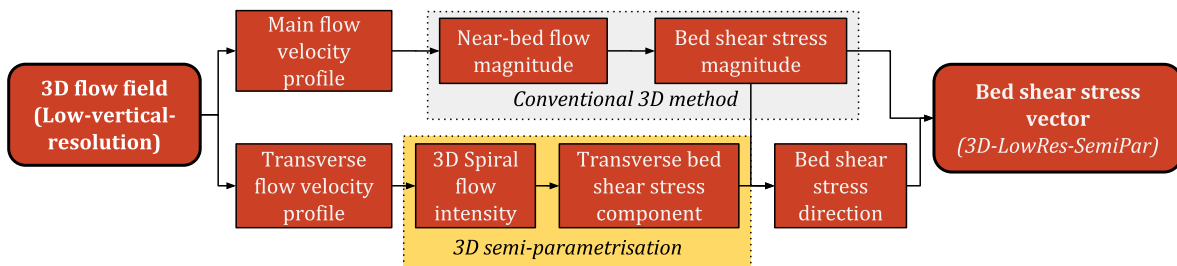 3D flow field
(Low-vertical-
resolution)
Main flow
velocity
profile
Near-bed flow
magnitude
Bed shear stress
magnitude
Conventional 3D method
Transverse
flow velocity
profile
3D Spiral
flow
intensity
Transverse bed
shear stress
component
3D semi-parametrisation
Bed shear
stress
direction
Bed shear stress
vector
(3D-LowRes-SemiPar)